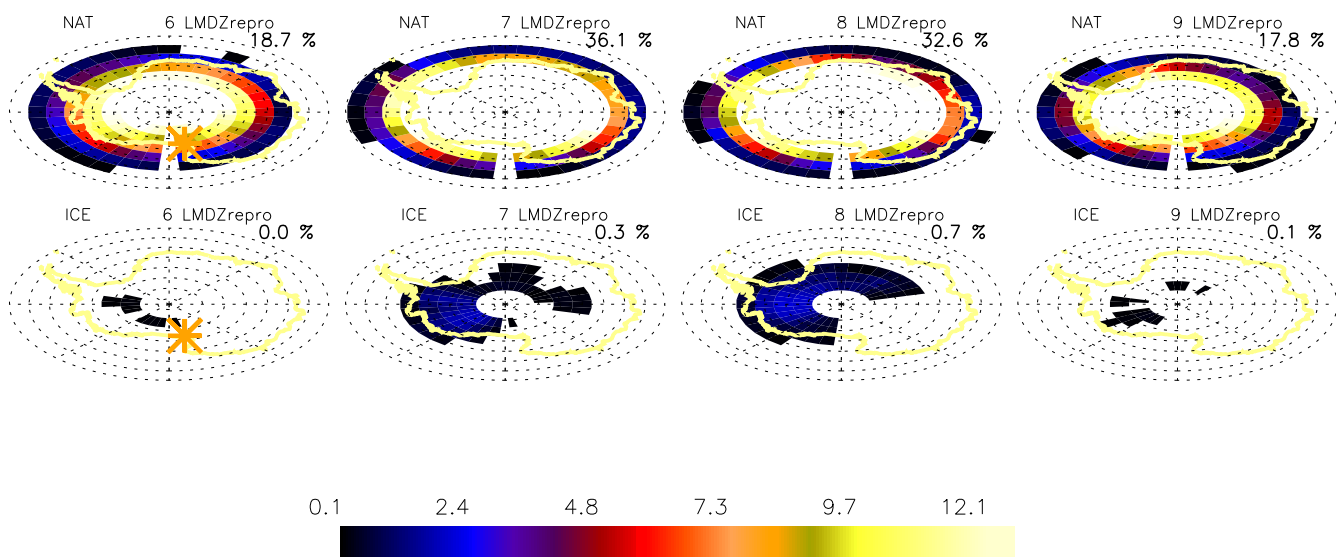 NAT 6 LMDZrepro NAT 7 LMDZrepro NAT 8 LMDZrepro NAT 9 LMDZrepro
18.7 % 36.1 % 32.6 % 17.8 %
ICE 6 LMDZrepro ICE 7 LMDZrepro ICE 8 LMDZrepro ICE 9 LMDZrepro
0.0 % 0.3 % 0.7 % 0.1 %
0.1 2.4 4.8 7.3 9.7 12.1